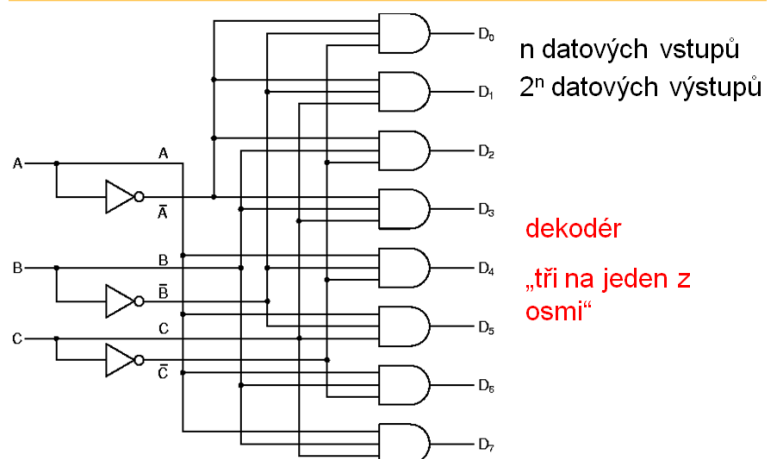 D₀
n datových vstupů
2ⁿ datových výstupů
D₁
D₂
A
A
Ā
D₃
dekodér
„tři na jeden z
osmi“
B
B
B̄
D₄
C
C
C̄
D₅
D₆
D₇